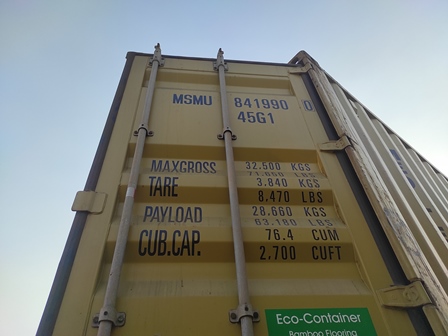 MSMU 841990 0
45G1
MAXGROSS 32.500 KGS
71.650 LBS
TARE 3.840 KGS
8.470 LBS
PAYLOAD 28.660 KGS
63.180 LBS
CUB.CAP. 76.4 CUM
2.700 CUFT
Eco-Container
Bamboo Flooring